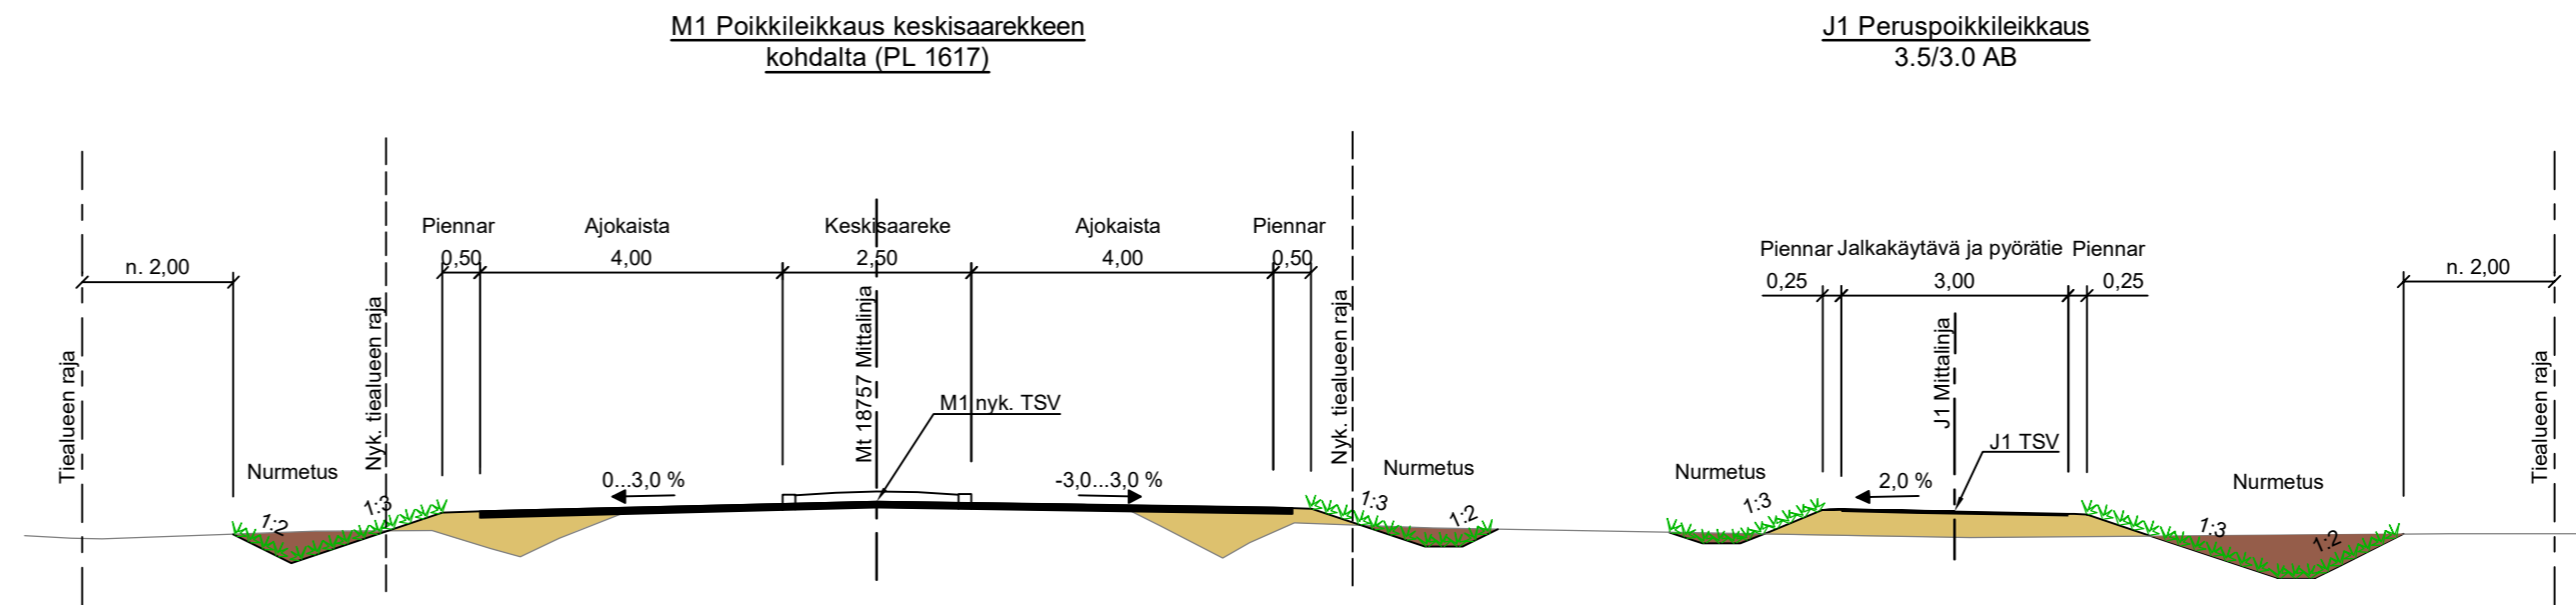 M1 Poikkileikkaus keskisaarekkeen
kohdalta (PL 1617)
J1 Peruspoikkileikkaus
3.5/3.0 AB
Piennar
Ajokaista
Keskisaareke
Ajokaista
Piennar
0,50
4,00
2,50
4,00
0,50
n. 2,00
Piennar
Jalkakäytävä ja pyörätie
Piennar
0,25
3,00
0,25
n. 2,00
Tiealueen raja
Nyk. tiealueen raja
Mt 18757 Mittalinja
Nyk. tiealueen raja
J1 Mittalinja
Tiealueen raja
M1 nyk. TSV
J1 TSV
Nurmetus
0...3,0 %
-3,0...3,0 %
Nurmetus
Nurmetus
2,0 %
Nurmetus
1:2
1:3
1:3
1:2
1:3
1:3
1:2